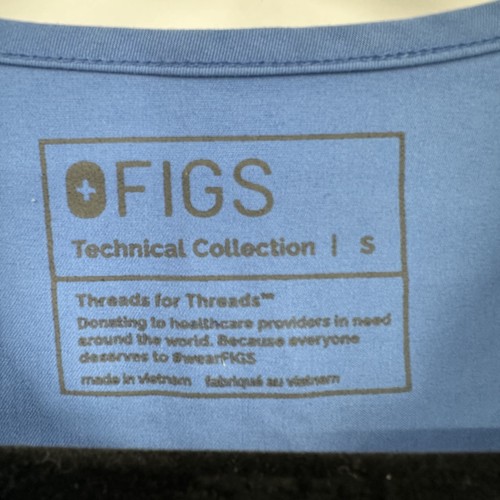 FIGS
Technical Collection | S
Threads for Threads™
Donating to healthcare providers in need
around the world. Because everyone
deserves to #wearFIGS
made in vietnam fabriqué au vietnam